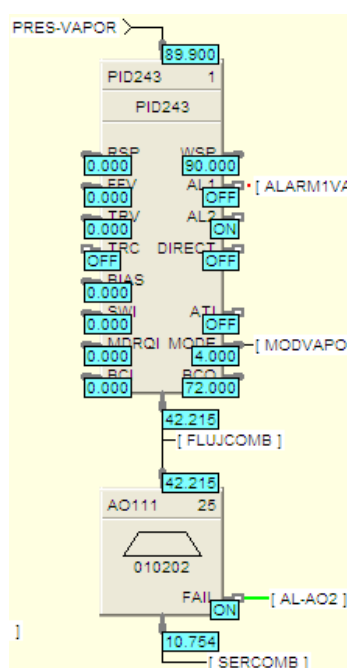 PRES-VAPOR
89.900
PID243 1
PID243
RSP WSP
0.000 90.000
FFV AL1 [ ALARM1VA
0.000 OFF
TRV AL2
0.000 ON
TRC DIRECT
OFF OFF
BIAS
0.000
SWI ATI
0.000 OFF
MDRQI MODE [ MODVAPO
0.000 4.000
BCI BCO
0.000 72.000
42.215
[ FLUJCOMB ]
42.215
AO111 25
010202
FAIL [ AL-AO2 ]
ON
]
10.754
[ SERCOMB ]